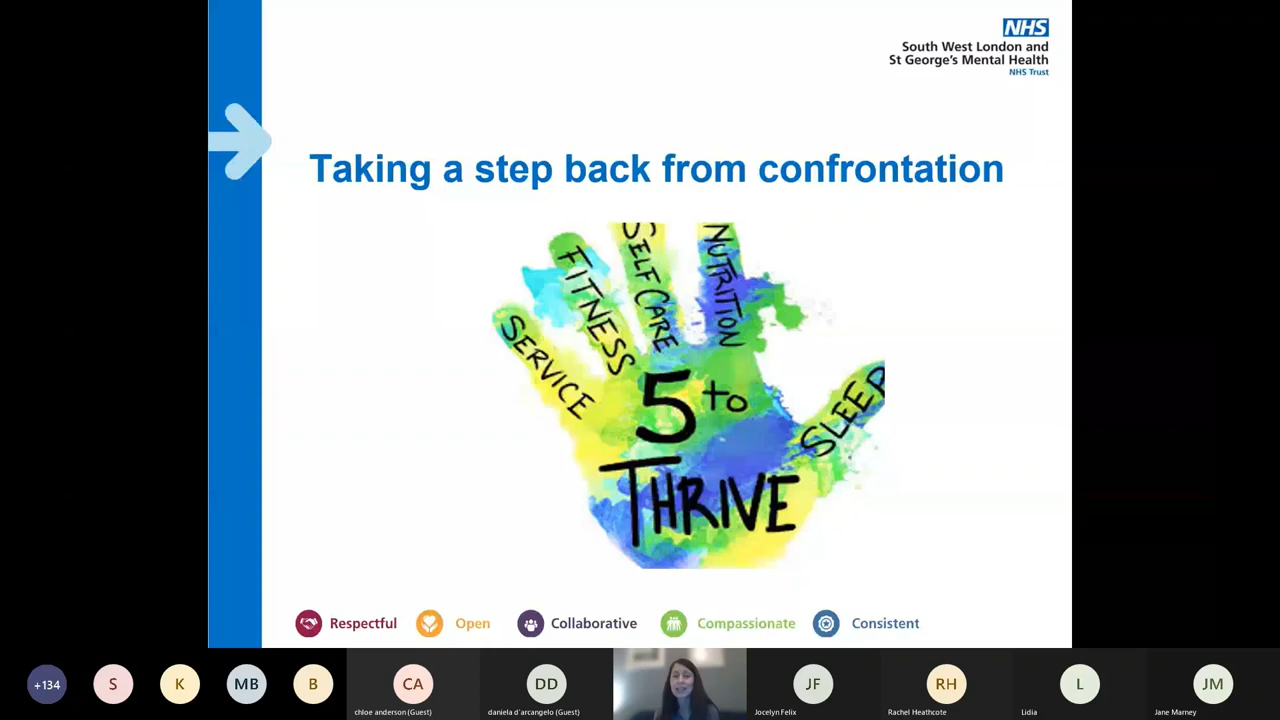 NHS
South West London and
St George's Mental Health
NHS Trust
Taking a step back from confrontation
SERVICE
FITNESS
SELF CARE
NUTRITION
SLEEP
5 to
THRIVE
Respectful
Open
Collaborative
Compassionate
Consistent
+134
S
K
MB
B
CA
chloe anderson (Guest)
DD
daniela d'arcangelo (Guest)
JF
Jocelyn Felix
RH
Rachel Heathcote
L
Lidia
JM
Jane Marney